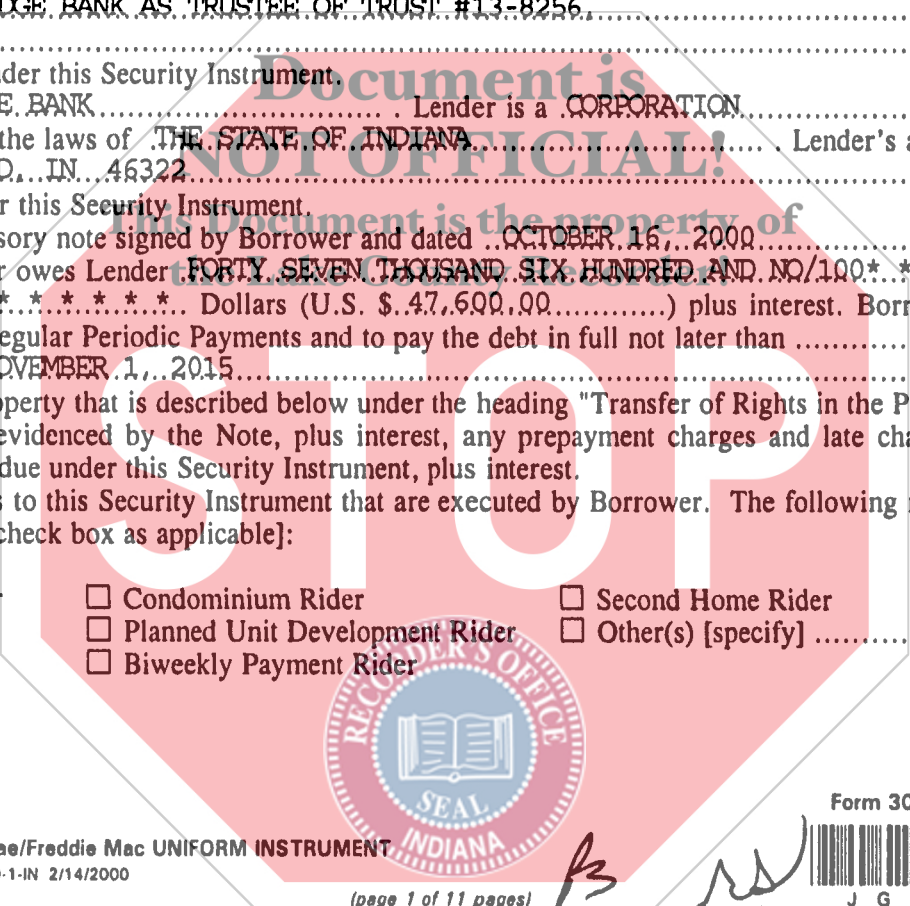 DGE BANK AS TRUSTEE OF TRUST #13-8256,
der this Security Instrument.
E BANK . Lender is a CORPORATION
the laws of THE STATE OF INDIANA . Lender's a
D, IN 46322
r this Security Instrument.
sory note signed by Borrower and dated OCTOBER 16, 2000
r owes Lender FORTY SEVEN THOUSAND SIX HUNDRED AND NO/100* *
* * * * * * Dollars (U.S. $ 47,600.00 ) plus interest. Borr
egular Periodic Payments and to pay the debt in full not later than
OVEMBER 1, 2015
operty that is described below under the heading "Transfer of Rights in the P
evidenced by the Note, plus interest, any prepayment charges and late cha
due under this Security Instrument, plus interest.
s to this Security Instrument that are executed by Borrower. The following
check box as applicable]:
☐ Condominium Rider ☐ Second Home Rider
☐ Planned Unit Development Rider ☐ Other(s) [specify]
☐ Biweekly Payment Rider
Document is
NOT OFFICIAL!
This Document is the property of
the Lake County Recorder!
STOP
RECORDER'S OFFICE
SEAL
INDIANA
Form 30
ae/Freddie Mac UNIFORM INSTRUMENT
-1-IN 2/14/2000
(page 1 of 11 pages)
J G